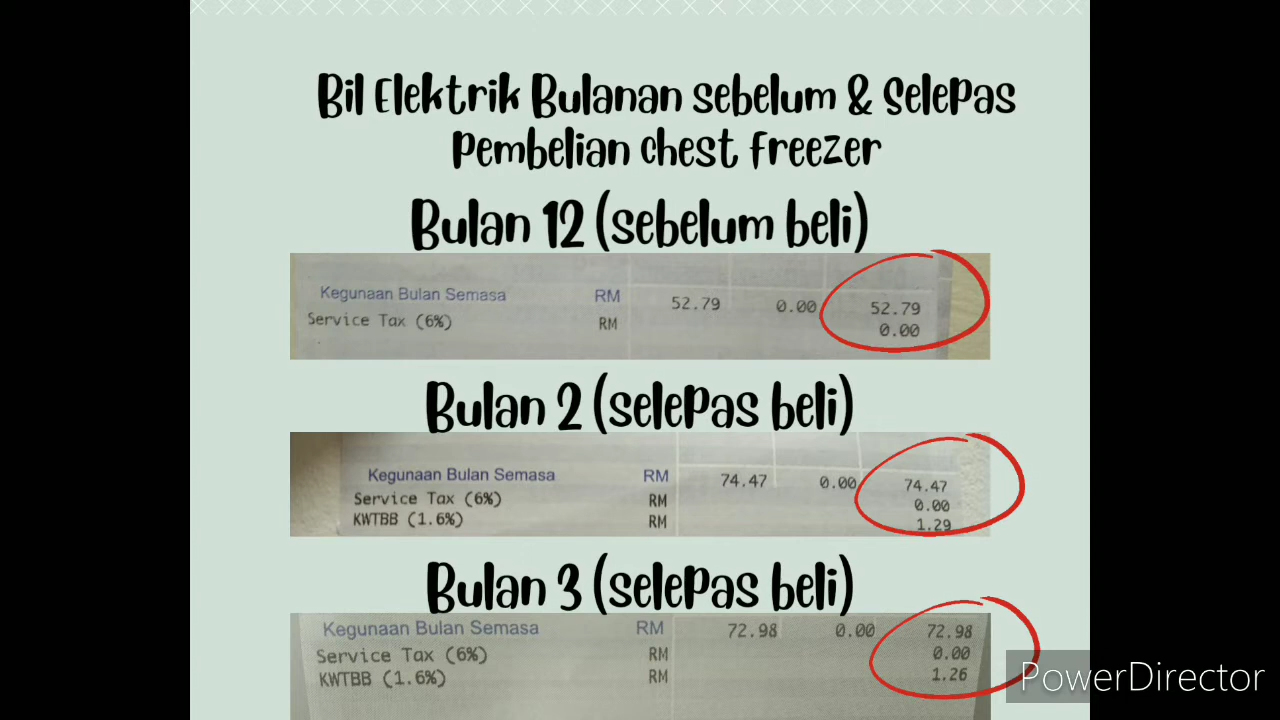 Bil Elektrik Bulanan sebelum & Selepas
Pembelian Chest Freezer
Bulan 12 (sebelum beli)
Kegunaan Bulan Semasa RM 52.79 0.00 52.79
Service Tax (6%) RM 0.00
Bulan 2 (selepas beli)
Kegunaan Bulan Semasa RM 74.47 0.00 74.47
Service Tax (6%) RM 0.00
KWTBB (1.6%) RM 1.29
Bulan 3 (selepas beli)
Kegunaan Bulan Semasa RM 72.98 0.00 72.98
Service Tax (6%) RM 0.00
KWTBB (1.6%) RM 1.26
PowerDirector